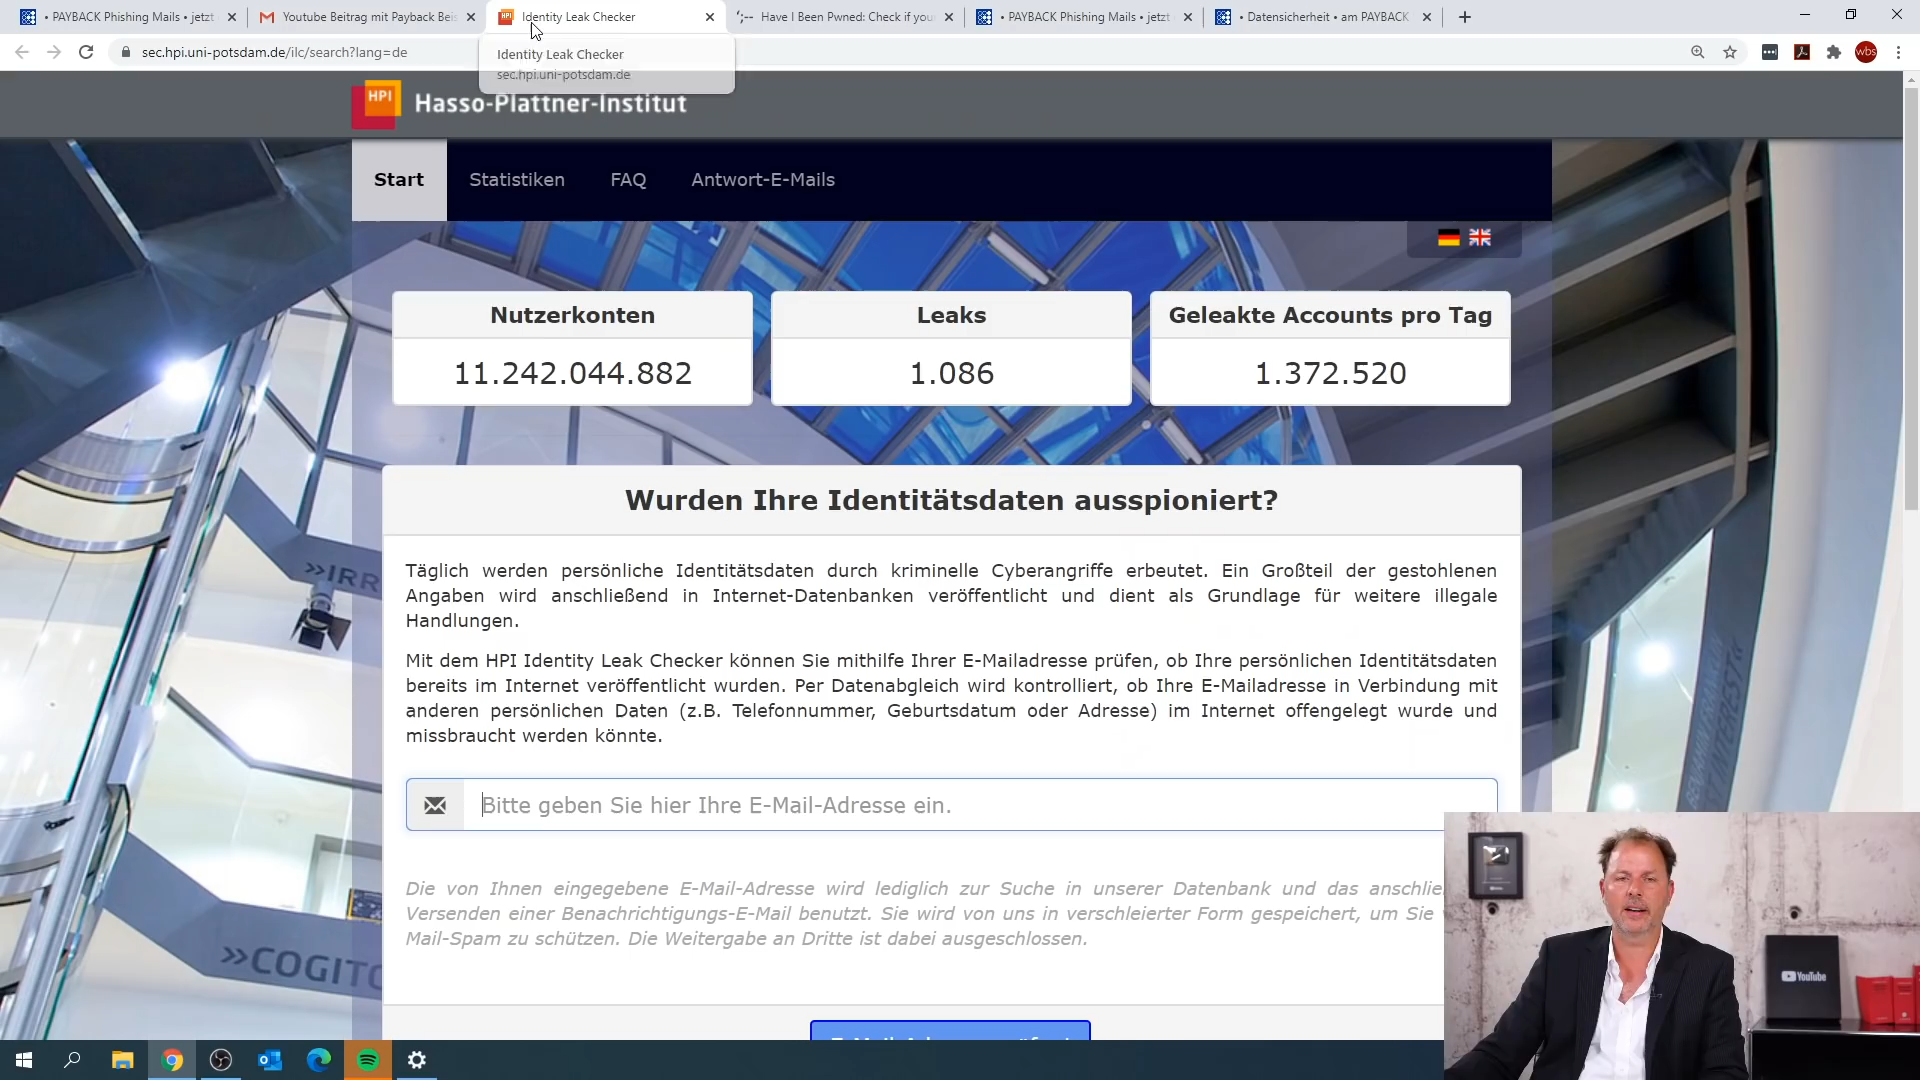 • PAYBACK Phishing Mails • jetzt
Youtube Beitrag mit Payback Beis
Identity Leak Checker
Have I Been Pwned: Check if your
• PAYBACK Phishing Mails • jetzt
• Datensicherheit • am PAYBACK
sec.hpi.uni-potsdam.de/ilc/search?lang=de
wbs
Identity Leak Checker
sec.hpi.uni-potsdam.de
HPI
Hasso-Plattner-Institut
Start
Statistiken
FAQ
Antwort-E-Mails
Nutzerkonten
Leaks
Geleakte Accounts pro Tag
11.242.044.882
1.086
1.372.520
Wurden Ihre Identitätsdaten ausspioniert?
Täglich werden persönliche Identitätsdaten durch kriminelle Cyberangriffe erbeutet. Ein Großteil der gestohlenen
Angaben wird anschließend in Internet-Datenbanken veröffentlicht und dient als Grundlage für weitere illegale
Handlungen.
Mit dem HPI Identity Leak Checker können Sie mithilfe Ihrer E-Mailadresse prüfen, ob Ihre persönlichen Identitätsdaten
bereits im Internet veröffentlicht wurden. Per Datenabgleich wird kontrolliert, ob Ihre E-Mailadresse in Verbindung mit
anderen persönlichen Daten (z.B. Telefonnummer, Geburtsdatum oder Adresse) im Internet offengelegt wurde und
missbraucht werden könnte.
Bitte geben Sie hier Ihre E-Mail-Adresse ein.
Die von Ihnen eingegebene E-Mail-Adresse wird lediglich zur Suche in unserer Datenbank und das anschlie
Versenden einer Benachrichtigungs-E-Mail benutzt. Sie wird von uns in verschleierter Form gespeichert, um Sie
Mail-Spam zu schützen. Die Weitergabe an Dritte ist dabei ausgeschlossen.
»IRR
»COGITO
YouTube